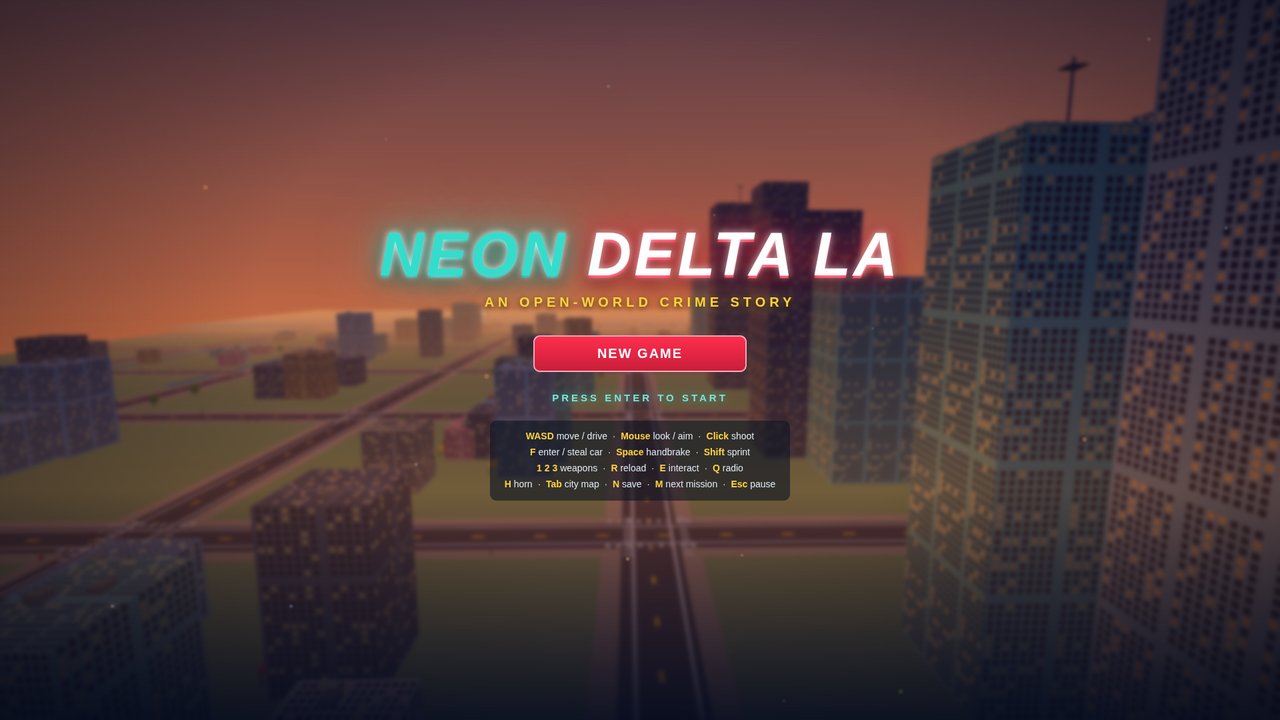 NEON DELTA LA
AN OPEN-WORLD CRIME STORY
NEW GAME
PRESS ENTER TO START
WASD move / drive · Mouse look / aim · Click shoot
F enter / steal car · Space handbrake · Shift sprint
1 2 3 weapons · R reload · E interact · Q radio
H horn · Tab city map · N save · M next mission · Esc pause